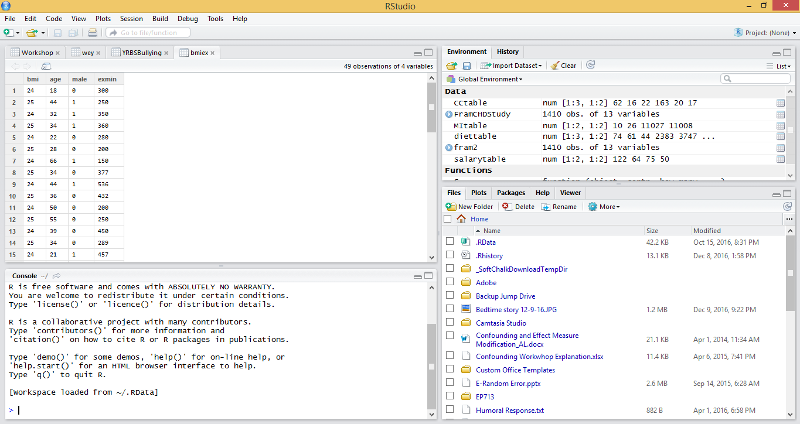 RStudio
File Edit Code View Plots Session Build Debug Tools Help
Go to file/function
Project: (None)
Workshop × wey × YRBSBullying × bmiex ×
49 observations of 4 variables
bmi age male exmin
1 24 18 0 300
2 25 44 1 250
3 24 32 1 350
4 25 34 1 360
5 24 22 0 280
6 25 28 0 200
7 24 66 1 150
8 25 34 0 377
9 24 44 1 536
10 25 36 0 432
11 24 50 0 200
12 25 55 0 250
13 24 39 0 450
14 25 34 0 289
15 24 21 1 457
Console ~/
R is free software and comes with ABSOLUTELY NO WARRANTY.
You are welcome to redistribute it under certain conditions.
Type 'license()' or 'licence()' for distribution details.
R is a collaborative project with many contributors.
Type 'contributors()' for more information and
'citation()' on how to cite R or R packages in publications.
Type 'demo()' for some demos, 'help()' for on-line help, or
'help.start()' for an HTML browser interface to help.
Type 'q()' to quit R.
[Workspace loaded from ~/.RData]
>
Environment History
Import Dataset Clear List
Global Environment
Data
CCtable num [1:3, 1:2] 62 16 22 163 20 17
FramCHDStudy 1410 obs. of 13 variables
MItable num [1:2, 1:2] 10 26 11027 11008
diettable num [1:3, 1:2] 74 61 44 2383 3747 ...
fram2 1410 obs. of 13 variables
salarytable num [1:2, 1:2] 122 64 75 50
Functions
Files Plots Packages Help Viewer
New Folder Delete Rename More
Home
Name Size Modified
.RData 42.2 KB Oct 15, 2016, 8:31 PM
.Rhistory 13.1 KB Dec 8, 2016, 1:58 PM
_SoftChalkDownloadTempDir
Adobe
Backup Jump Drive
Bedtime story 12-9-16.JPG 1.2 MB Dec 9, 2016, 9:22 PM
Camtasia Studio
Confounding and Effect Measure Modification_AL.docx 21.1 KB Apr 1, 2014, 11:34 AM
Confounding Workwhop Explanation.xlsx 11.4 KB Apr 6, 2015, 7:41 PM
Custom Office Templates
E-Random Error.pptx 2.6 MB Sep 14, 2015, 6:28 AM
EP713
Humoral Response.txt 882 B Apr 1, 2016, 6:58 PM